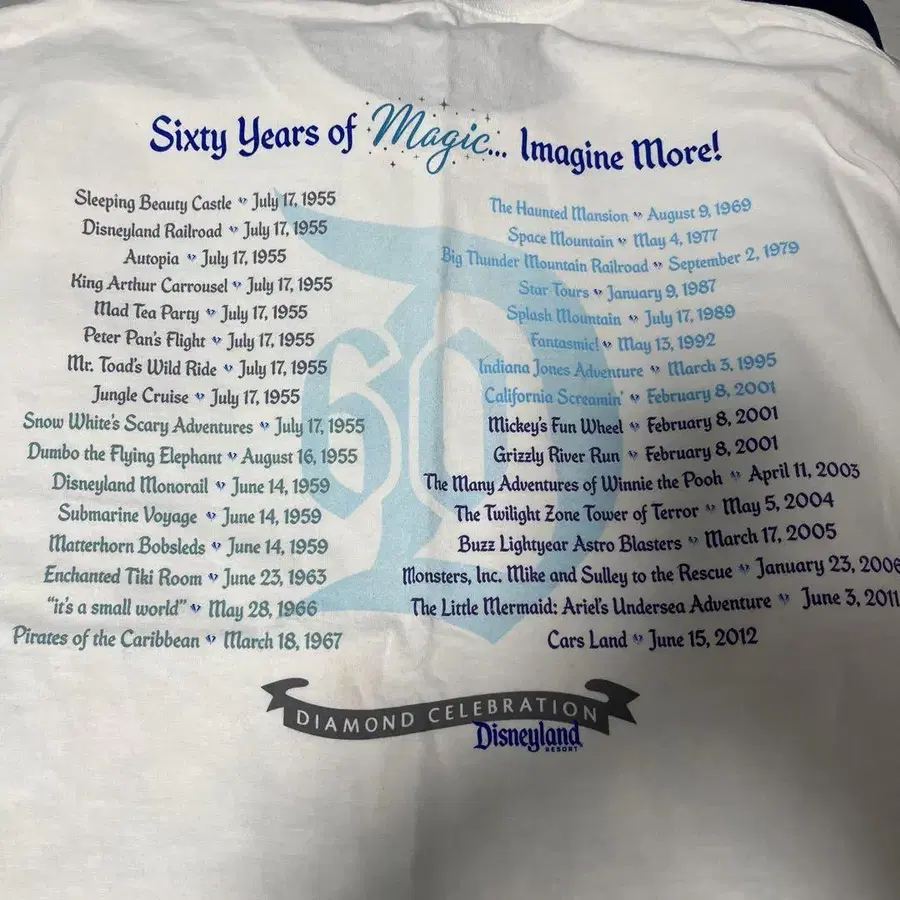 Sixty Years of Magic... Imagine More!
Sleeping Beauty Castle July 17, 1955
Disneyland Railroad July 17, 1955
Autopia July 17, 1955
King Arthur Carrousel July 17, 1955
Mad Tea Party July 17, 1955
Peter Pan's Flight July 17, 1955
Mr. Toad's Wild Ride July 17, 1955
Jungle Cruise July 17, 1955
Snow White's Scary Adventures July 17, 1955
Dumbo the Flying Elephant August 16, 1955
Disneyland Monorail June 14, 1959
Submarine Voyage June 14, 1959
Matterhorn Bobsleds June 14, 1959
Enchanted Tiki Room June 23, 1963
"it's a small world" May 28, 1966
Pirates of the Caribbean March 18, 1967
The Haunted Mansion August 9, 1969
Space Mountain May 4, 1977
Big Thunder Mountain Railroad September 2, 1979
Star Tours January 9, 1987
Splash Mountain July 17, 1989
Fantasmic! May 13, 1992
Indiana Jones Adventure March 3, 1995
California Screamin' February 8, 2001
Mickey's Fun Wheel February 8, 2001
Grizzly River Run February 8, 2001
The Many Adventures of Winnie the Pooh April 11, 2003
The Twilight Zone Tower of Terror May 5, 2004
Buzz Lightyear Astro Blasters March 17, 2005
Monsters, Inc. Mike and Sulley to the Rescue January 23, 2006
The Little Mermaid: Ariel's Undersea Adventure June 3, 2011
Cars Land June 15, 2012
D
60
DIAMOND CELEBRATION
Disneyland
RESORT